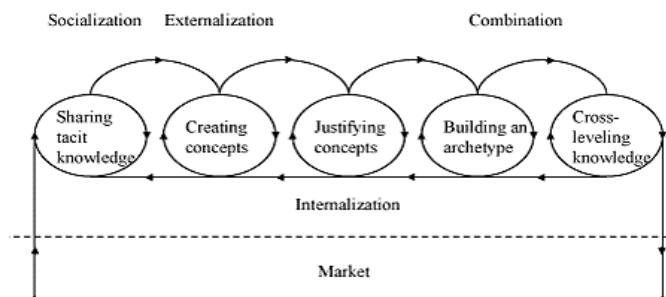 Socialization
Externalization
Combination
Sharing
tacit
knowledge
Creating
concepts
Justifying
concepts
Building an
archetype
Cross-
leveling
knowledge
Internalization
Market